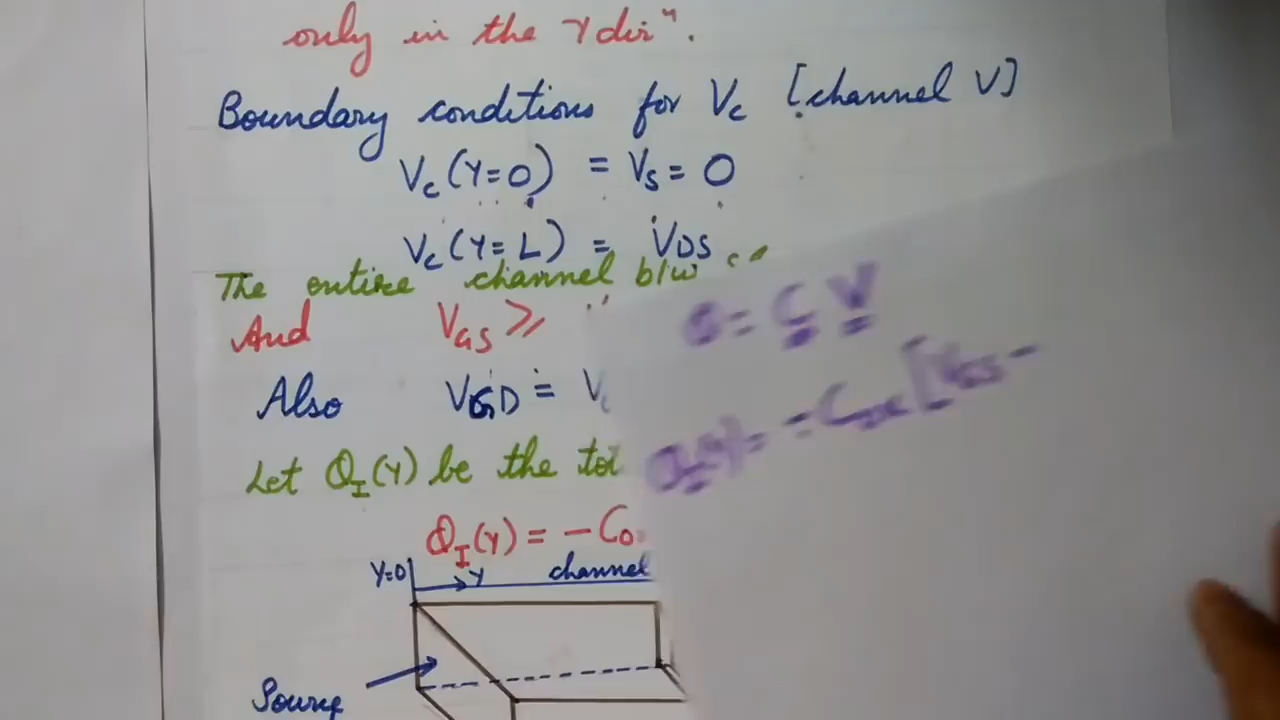 only in the Y dirⁿ.
Boundary conditions for Vc [channel V]
Vc (Y=0) = Vs = 0
Vc (Y=L) = VDS
The entire channel b/w
And VGS ≥
Also VGD = V
Let QI(Y) be the
QI(Y) = -Co
Y=0 Y channel
Source
Q = C V
QI(Y) = - Cox [VGS -